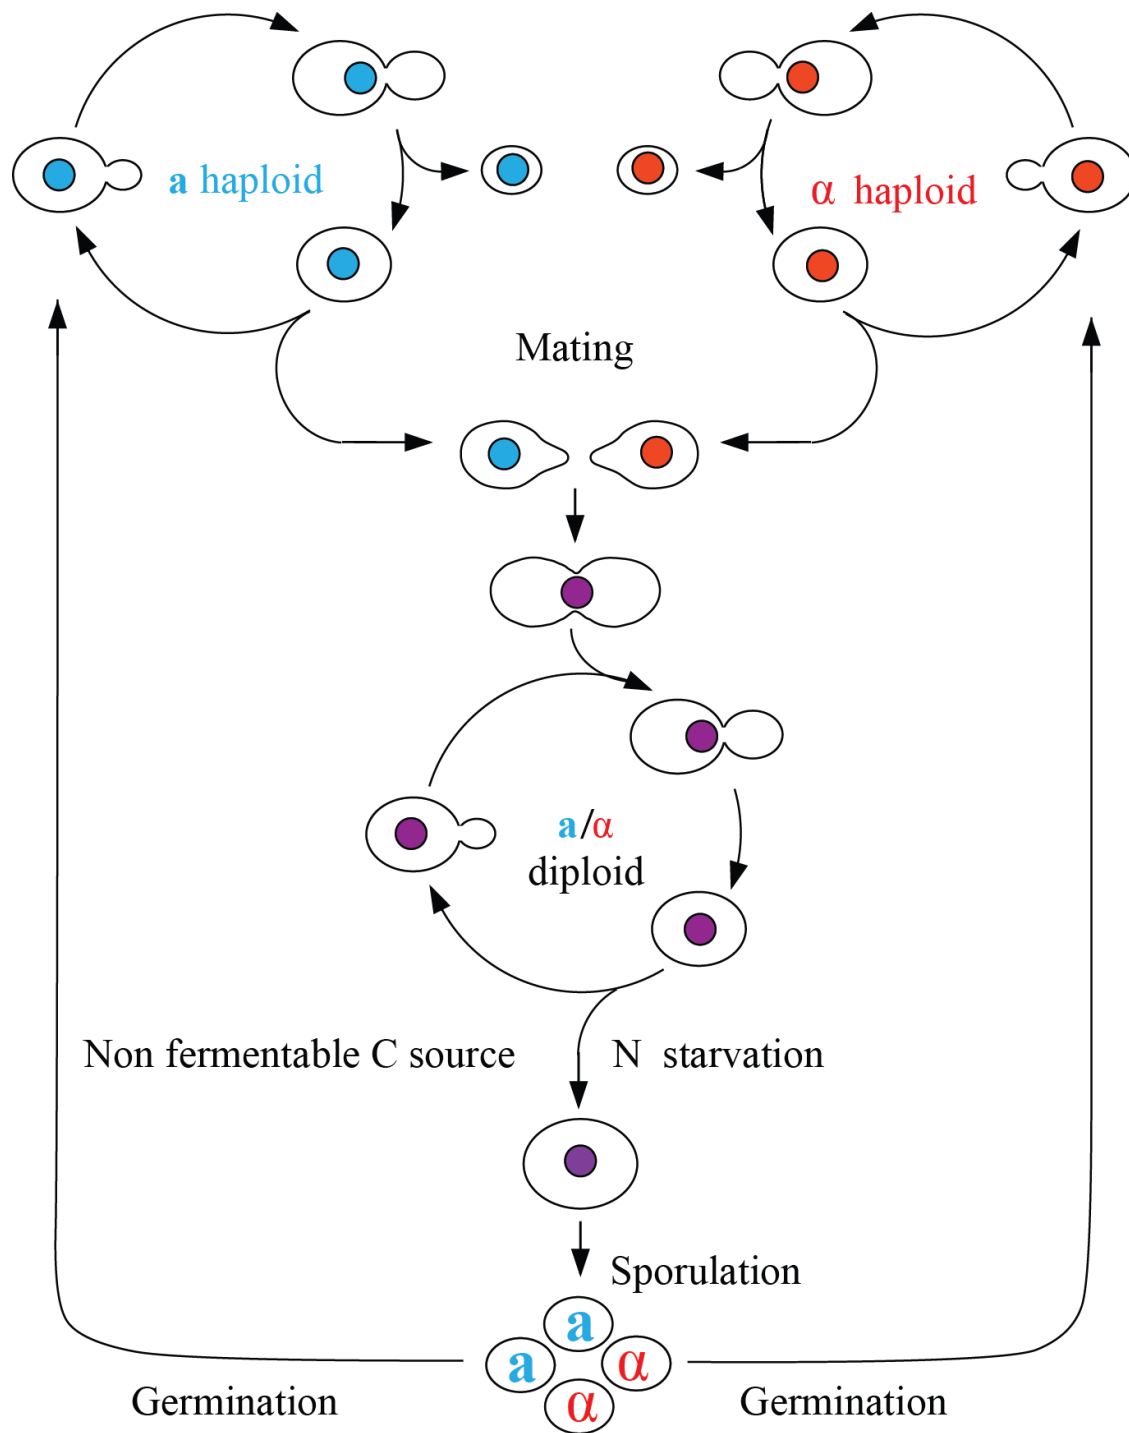 a haploid
α haploid
Mating
a/α
diploid
Non fermentable C source
N starvation
Sporulation
a
a
α
α
Germination
Germination